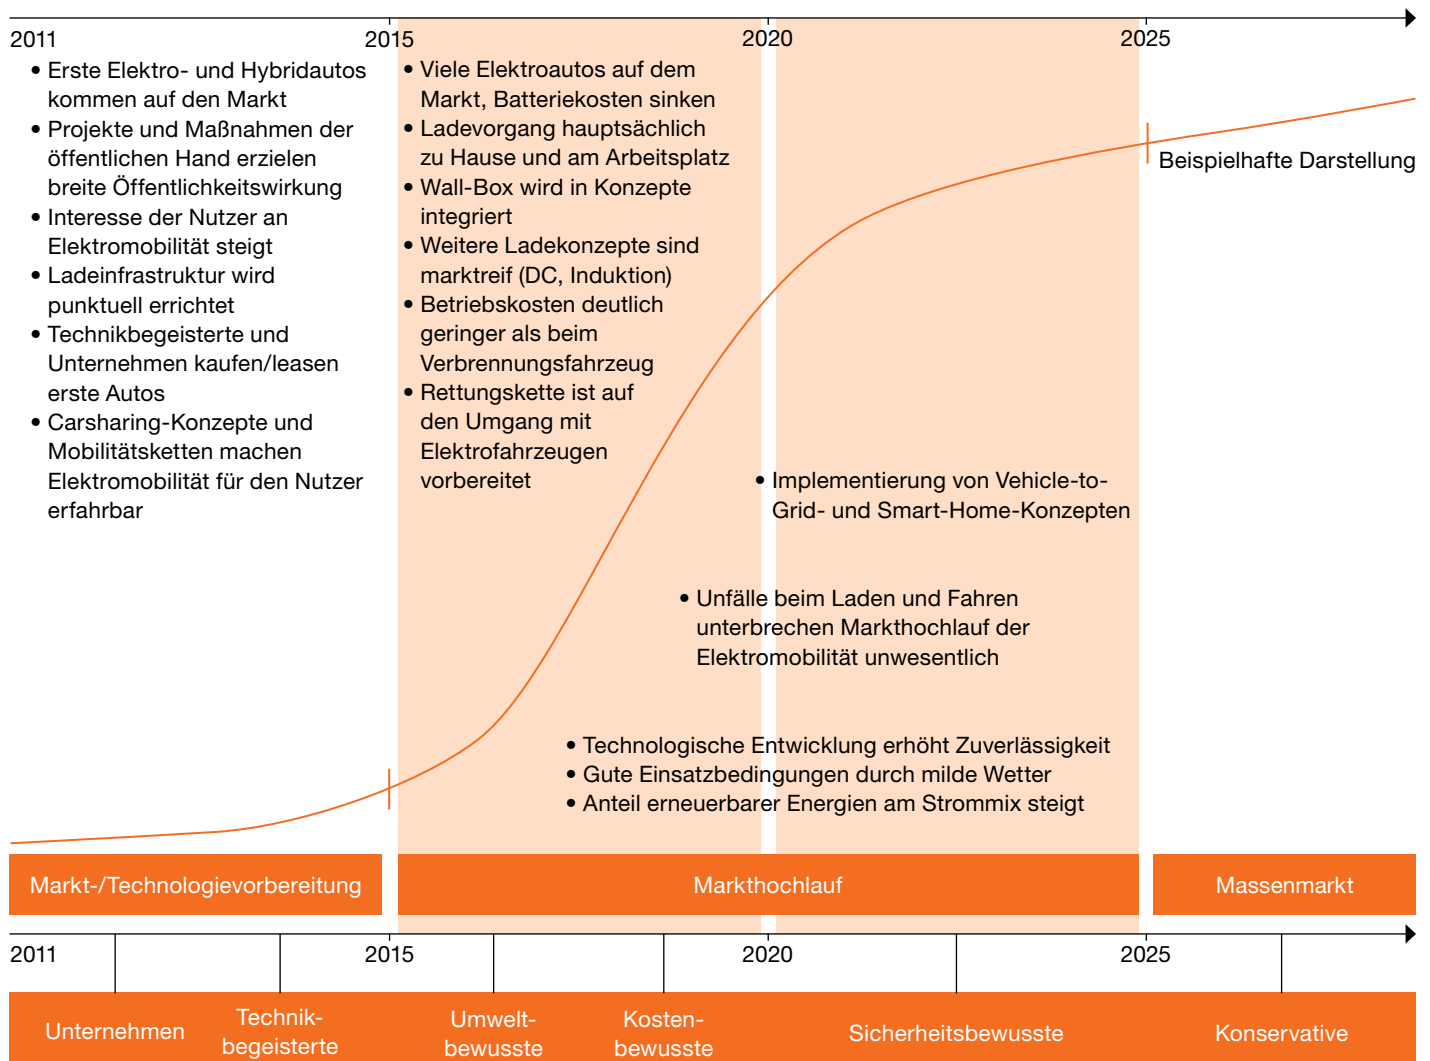 2011
2015
2020
2025
• Erste Elektro- und Hybridautos
kommen auf den Markt
• Projekte und Maßnahmen der
öffentlichen Hand erzielen
breite Öffentlichkeitswirkung
• Interesse der Nutzer an
Elektromobilität steigt
• Ladeinfrastruktur wird
punktuell errichtet
• Technikbegeisterte und
Unternehmen kaufen/leasen
erste Autos
• Carsharing-Konzepte und
Mobilitätsketten machen
Elektromobilität für den Nutzer
erfahrbar
• Viele Elektroautos auf dem
Markt, Batteriekosten sinken
• Ladevorgang hauptsächlich
zu Hause und am Arbeitsplatz
• Wall-Box wird in Konzepte
integriert
• Weitere Ladekonzepte sind
marktreif (DC, Induktion)
• Betriebskosten deutlich
geringer als beim
Verbrennungsfahrzeug
• Rettungskette ist auf
den Umgang mit
Elektrofahrzeugen
vorbereitet
Beispielhafte Darstellung
• Implementierung von Vehicle-to-
Grid- und Smart-Home-Konzepten
• Unfälle beim Laden und Fahren
unterbrechen Markthochlauf der
Elektromobilität unwesentlich
• Technologische Entwicklung erhöht Zuverlässigkeit
• Gute Einsatzbedingungen durch milde Wetter
• Anteil erneuerbarer Energien am Strommix steigt
Markt-/Technologievorbereitung
Markthochlauf
Massenmarkt
2011
2015
2020
2025
Unternehmen
Technik-
begeisterte
Umwelt-
bewusste
Kosten-
bewusste
Sicherheitsbewusste
Konservative